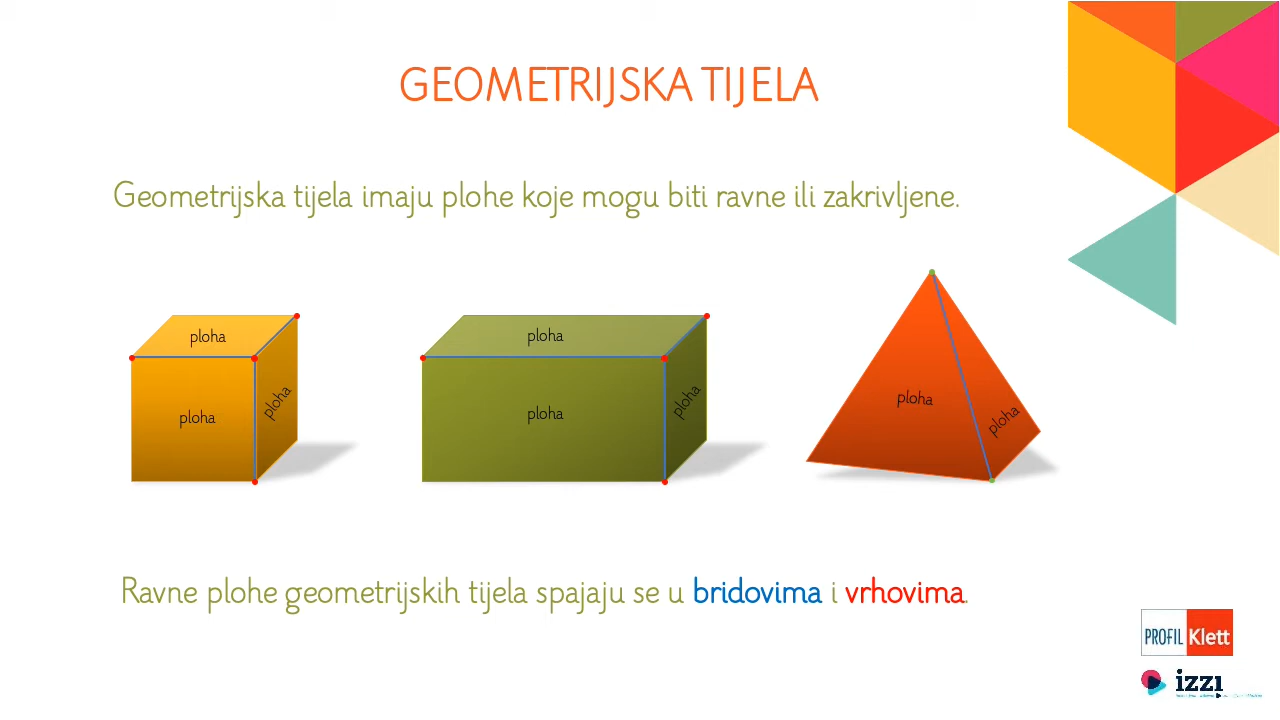 GEOMETRIJSKA TIJELA
Geometrijska tijela imaju plohe koje mogu biti ravne ili zakrivljene.
ploha
ploha
ploha
ploha
ploha
ploha
ploha
ploha
Ravne plohe geometrijskih tijela spajaju se u bridovima i vrhovima.
PROFIL Klett
izzi